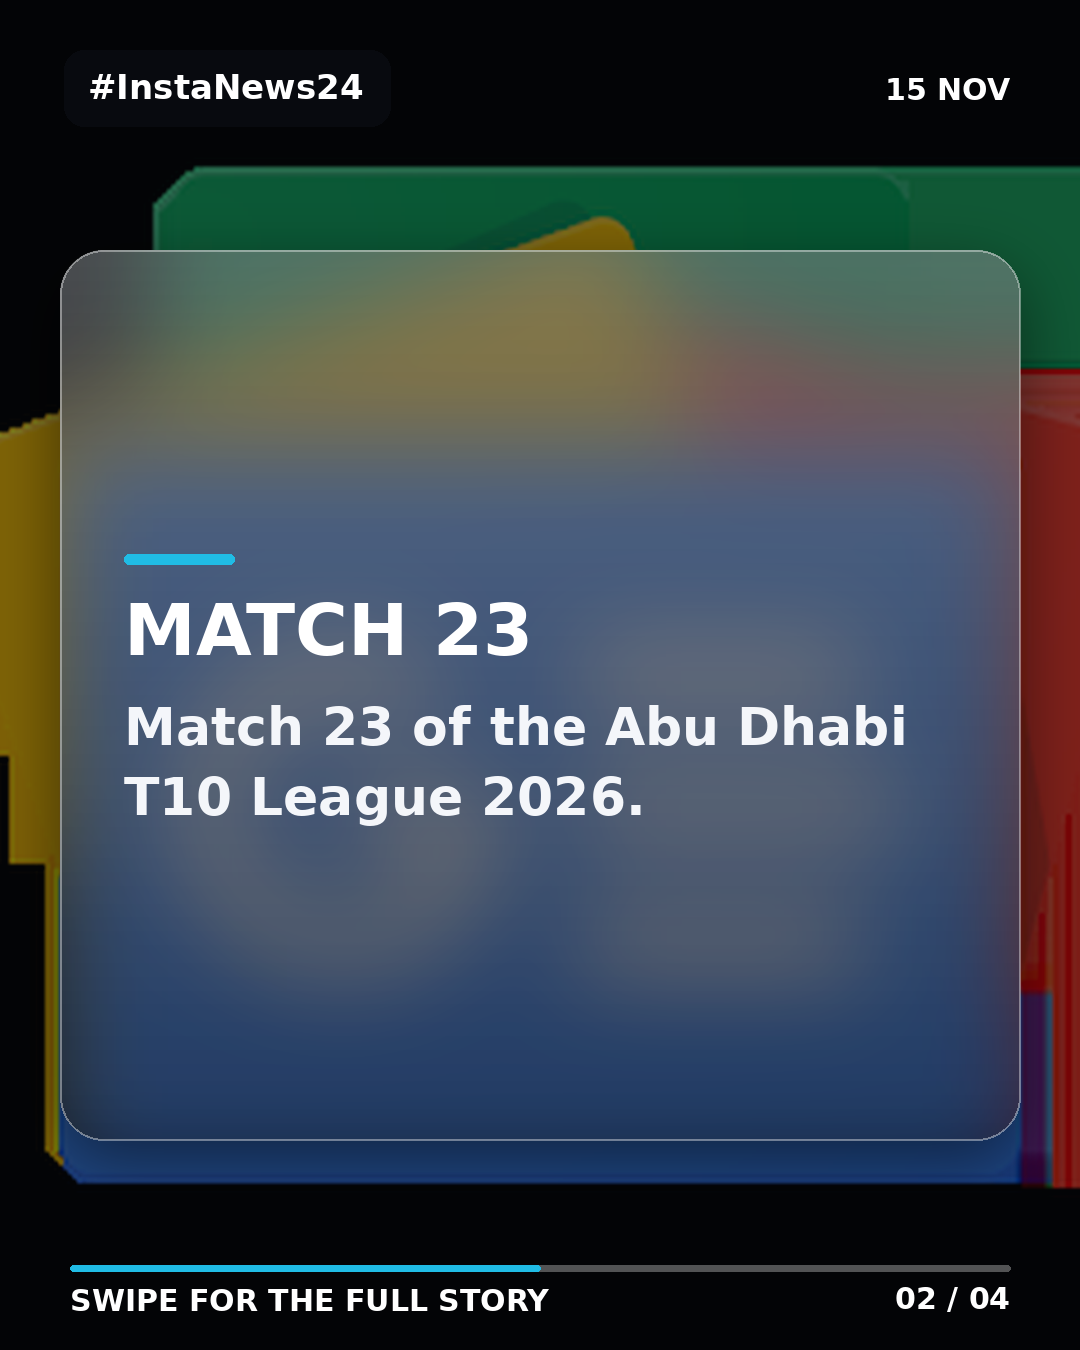 #InstaNews24
15 NOV
MATCH 23
Match 23 of the Abu Dhabi
T10 League 2026.
SWIPE FOR THE FULL STORY
02 / 04